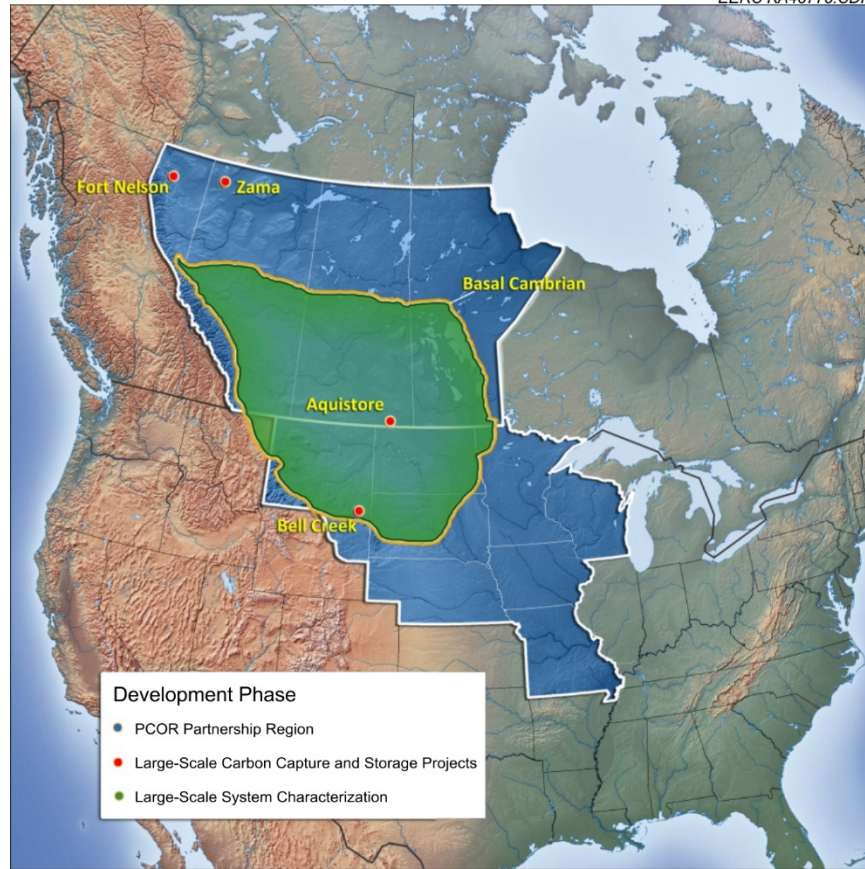 Fort Nelson
Zama
Basal Cambrian
Aquistore
Bell Creek
Development Phase
PCOR Partnership Region
Large-Scale Carbon Capture and Storage Projects
Large-Scale System Characterization